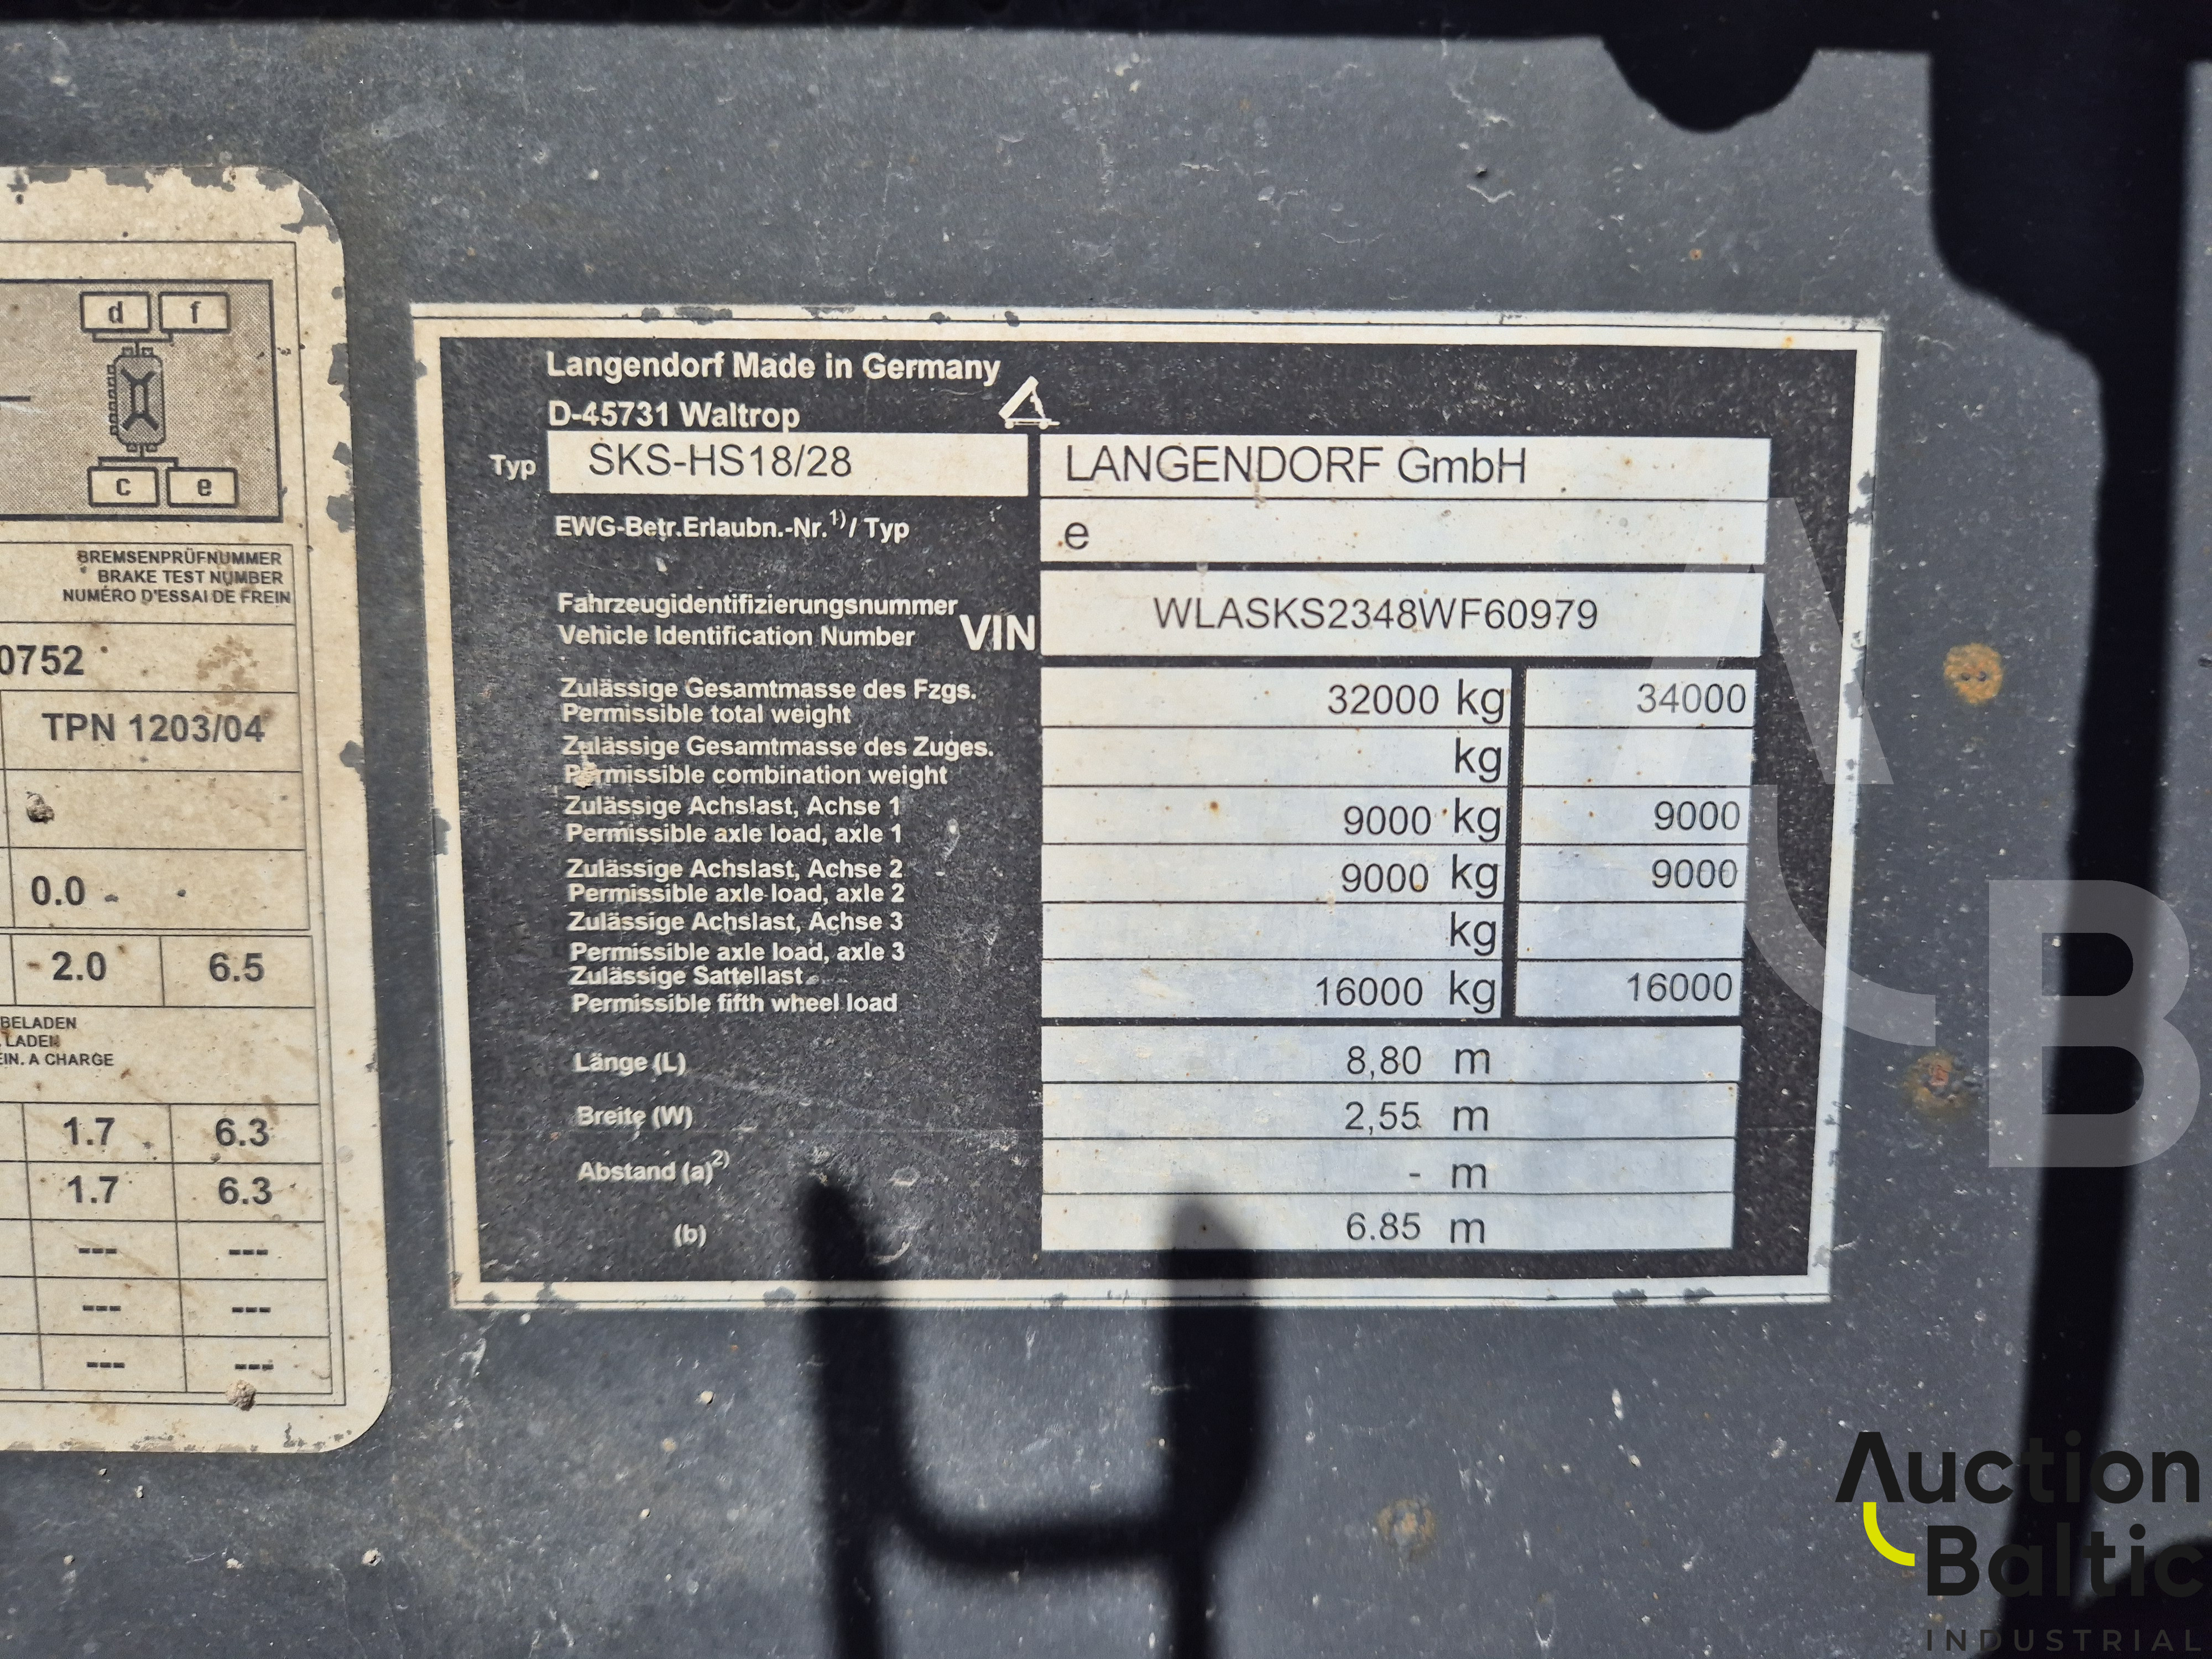 d f
c e
BREMSENPRÜFNUMMER
BRAKE TEST NUMBER
NUMÉRO D'ESSAI DE FREIN
0752
TPN 1203/04
0.0
2.0 6.5
BELADEN
LADEN
EIN. A CHARGE
1.7 6.3
1.7 6.3
--- ---
--- ---
--- ---
Langendorf Made in Germany
D-45731 Waltrop
Typ SKS-HS18/28 LANGENDORF GmbH
EWG-Betr.Erlaubn.-Nr.1)/ Typ e
Fahrzeugidentifizierungsnummer
Vehicle Identification Number VIN WLASKS2348WF60979
Zulässige Gesamtmasse des Fzgs.
Permissible total weight 32000 kg 34000
Zulässige Gesamtmasse des Zuges.
Permissible combination weight kg
Zulässige Achslast, Achse 1
Permissible axle load, axle 1 9000 kg 9000
Zulässige Achslast, Achse 2
Permissible axle load, axle 2 9000 kg 9000
Zulässige Achslast, Achse 3
Permissible axle load, axle 3 kg
Zulässige Sattellast
Permissible fifth wheel load 16000 kg 16000
Länge (L) 8,80 m
Breite (W) 2,55 m
Abstand (a)2) - m
(b) 6.85 m
AB
Auction
Baltic
INDUSTRIAL